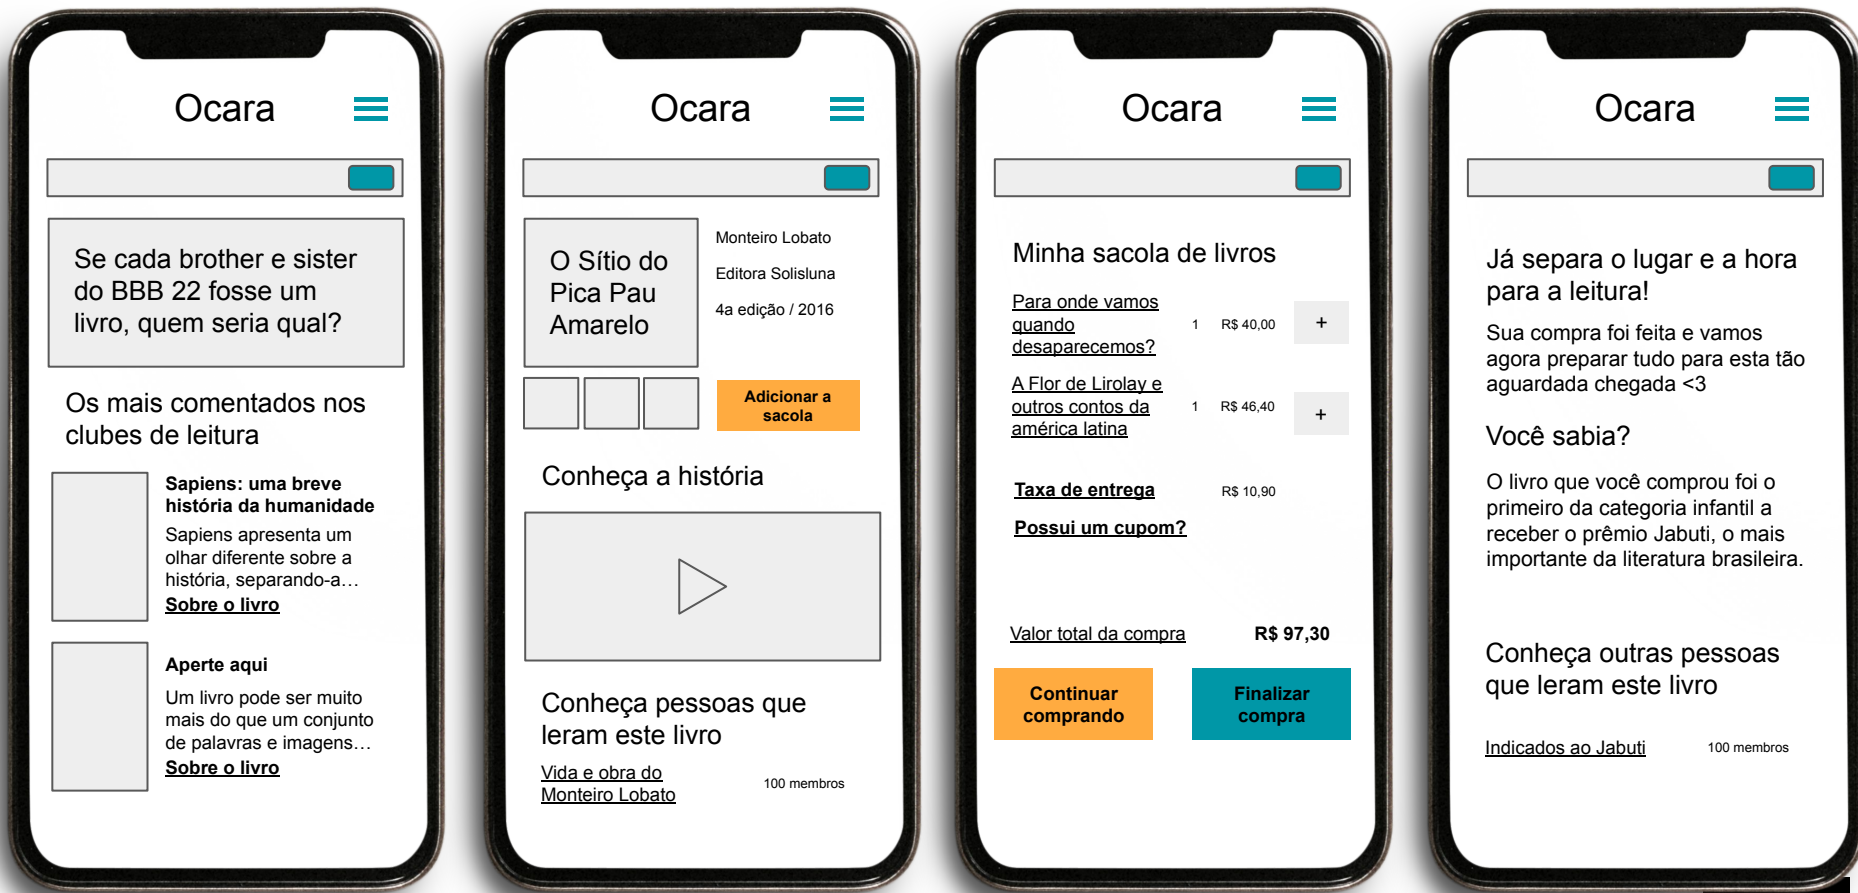 Ocara
Se cada brother e sister
do BBB 22 fosse um
livro, quem seria qual?
Os mais comentados nos
clubes de leitura
Sapiens: uma breve
história da humanidade
Sapiens apresenta um
olhar diferente sobre a
história, separando-a…
Sobre o livro
Aperte aqui
Um livro pode ser muito
mais do que um conjunto
de palavras e imagens…
Sobre o livro
Ocara
O Sítio do
Pica Pau
Amarelo
Monteiro Lobato
Editora Solisluna
4a edição / 2016
Adicionar a
sacola
Conheça a história
Conheça pessoas que
leram este livro
Vida e obra do
Monteiro Lobato
100 membros
Ocara
Minha sacola de livros
Para onde vamos
quando
desaparecemos?
1 R$ 40,00 +
A Flor de Lirolay e
outros contos da
américa latina
1 R$ 46,40 +
Taxa de entrega R$ 10,90
Possui um cupom?
Valor total da compra R$ 97,30
Continuar
comprando
Finalizar
compra
Ocara
Já separa o lugar e a hora
para a leitura!
Sua compra foi feita e vamos
agora preparar tudo para esta tão
aguardada chegada <3
Você sabia?
O livro que você comprou foi o
primeiro da categoria infantil a
receber o prêmio Jabuti, o mais
importante da literatura brasileira.
Conheça outras pessoas
que leram este livro
Indicados ao Jabuti 100 membros